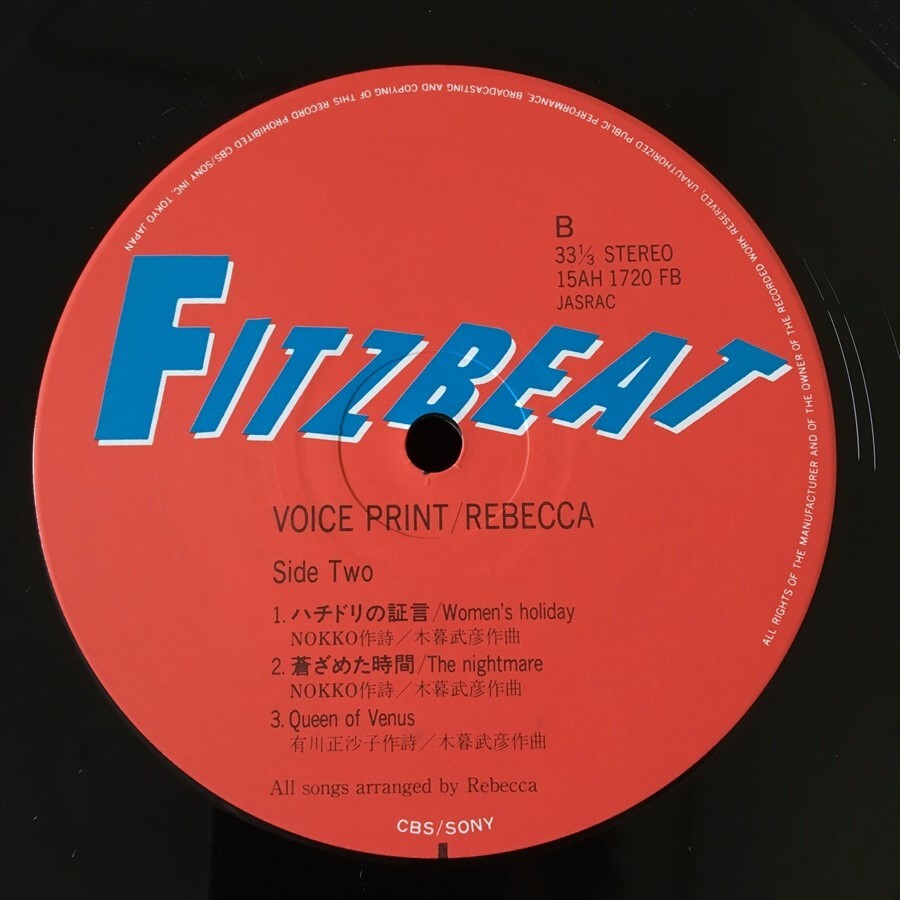 B
33⅓ STEREO
15AH 1720 FB
JASRAC
FITZBEAT
VOICE PRINT/REBECCA
Side Two
1. ハチドリの証言/Women's holiday
NOKKO作詩／木暮武彦作曲
2. 蒼ざめた時間/The nightmare
NOKKO作詩／木暮武彦作曲
3. Queen of Venus
有川正沙子作詩／木暮武彦作曲
All songs arranged by Rebecca
CBS/SONY
ALL RIGHTS OF THE MANUFACTURER AND OF THE OWNER OF THE RECORDED WORK RESERVED. UNAUTHORIZED PUBLIC PERFORMANCE, BROADCASTING AND COPYING OF THIS RECORD PROHIBITED CBS/SONY INC. TOKYO JAPAN